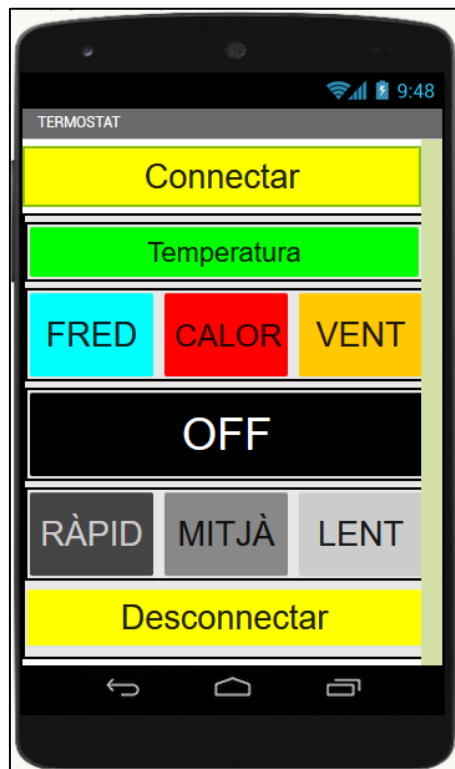 9:48
TERMOSTAT
Connectar
Temperatura
FRED CALOR VENT
OFF
RÀPID MITJÀ LENT
Desconnectar